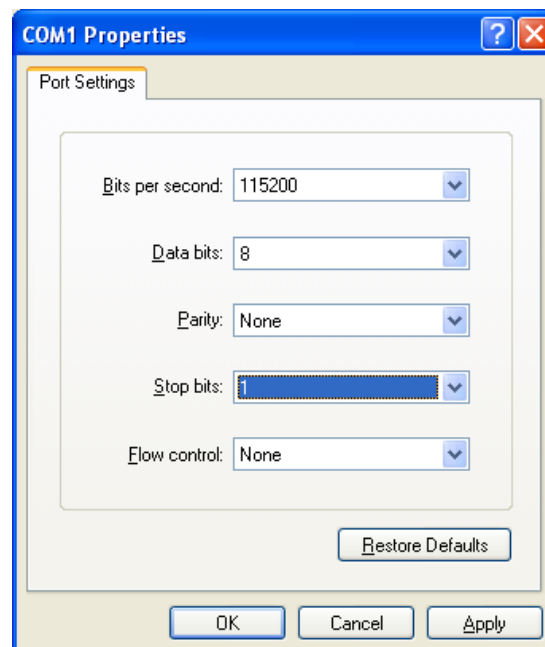 COM1 Properties
Port Settings
Bits per second: 115200
Data bits: 8
Parity: None
Stop bits: 1
Flow control: None
Restore Defaults
OK Cancel Apply